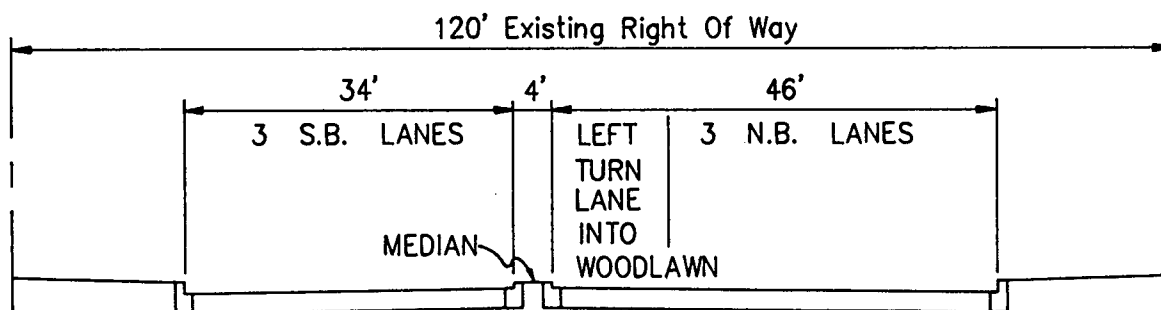 120' Existing Right Of Way
34'
4'
46'
3 S.B. LANES
LEFT
TURN
LANE
INTO
WOODLAWN
3 N.B. LANES
MEDIAN